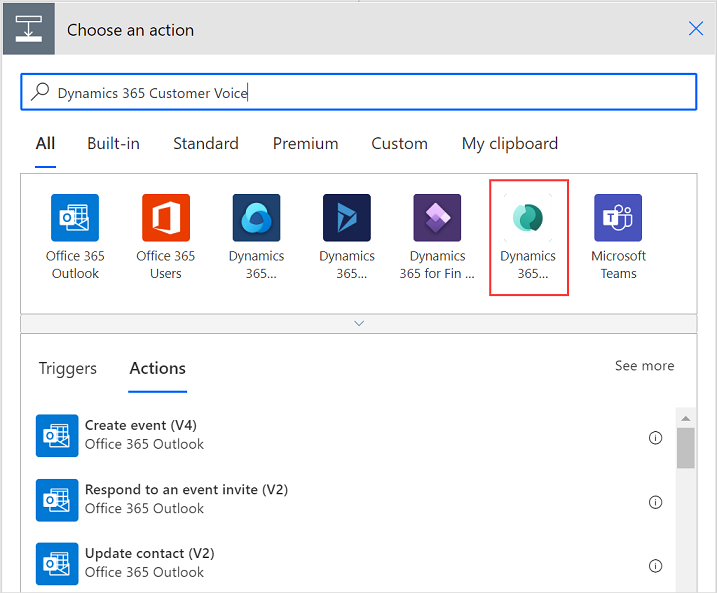 Choose an action
Dynamics 365 Customer Voice
All Built-in Standard Premium Custom My clipboard
Office 365 Office 365 Dynamics Dynamics Dynamics Dynamics Microsoft
Outlook Users 365... 365... 365 for Fin ... 365... Teams
Triggers Actions See more
Create event (V4)
Office 365 Outlook
Respond to an event invite (V2)
Office 365 Outlook
Update contact (V2)
Office 365 Outlook